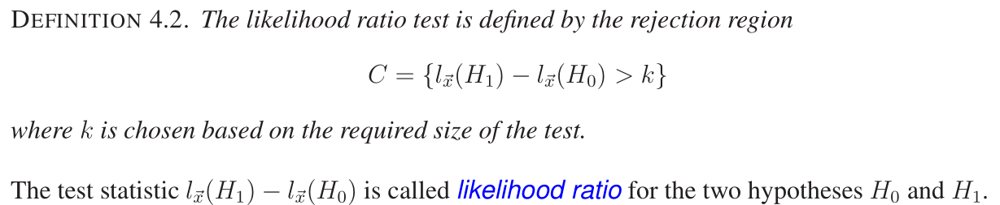 DEFINITION 4.2. The likelihood ratio test is defined by the rejection region
$C = \{l_{\vec{x}}(H_1) - l_{\vec{x}}(H_0) > k\}$
where $k$ is chosen based on the required size of the test.
The test statistic $l_{\vec{x}}(H_1) - l_{\vec{x}}(H_0)$ is called likelihood ratio for the two hypotheses $H_0$ and $H_1$.